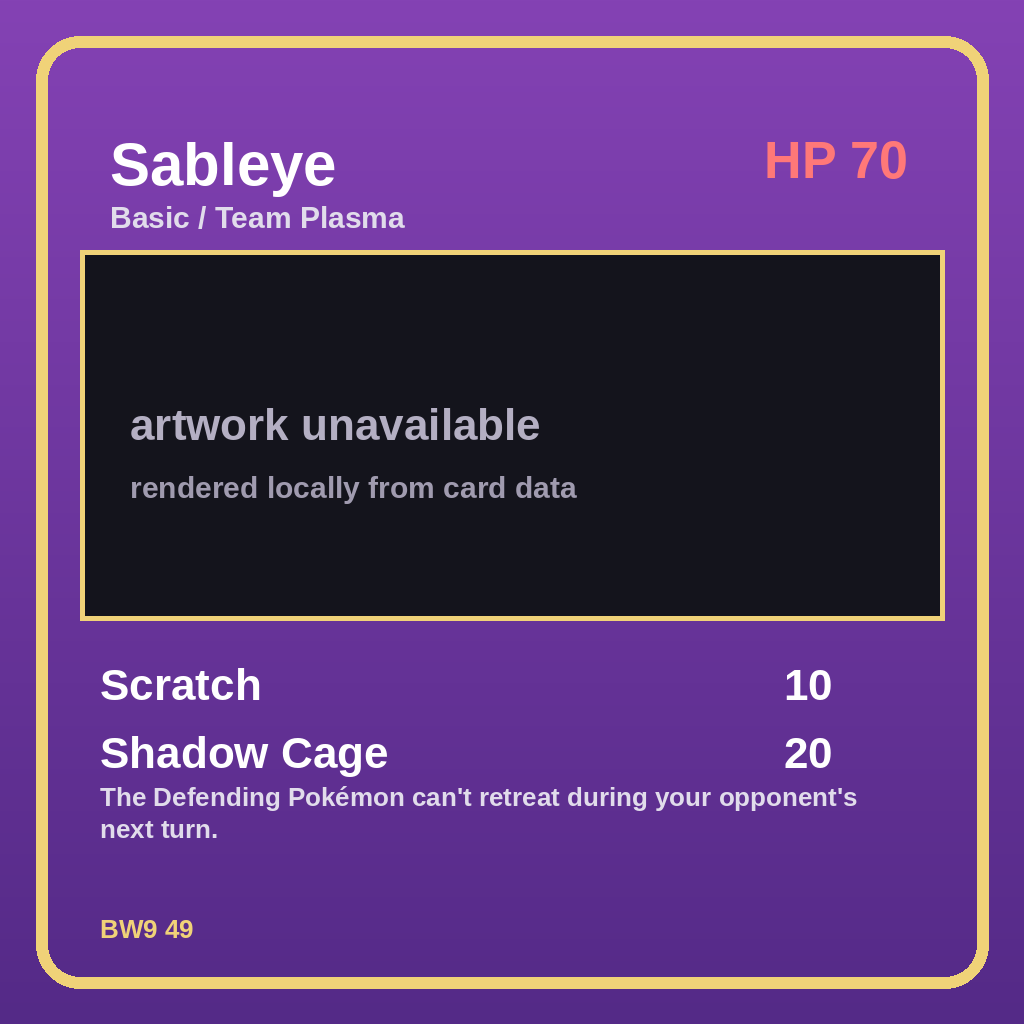 Sableye
HP 70
Basic / Team Plasma
artwork unavailable
rendered locally from card data
Scratch 10
Shadow Cage 20
The Defending Pokémon can't retreat during your opponent's
next turn.
BW9 49